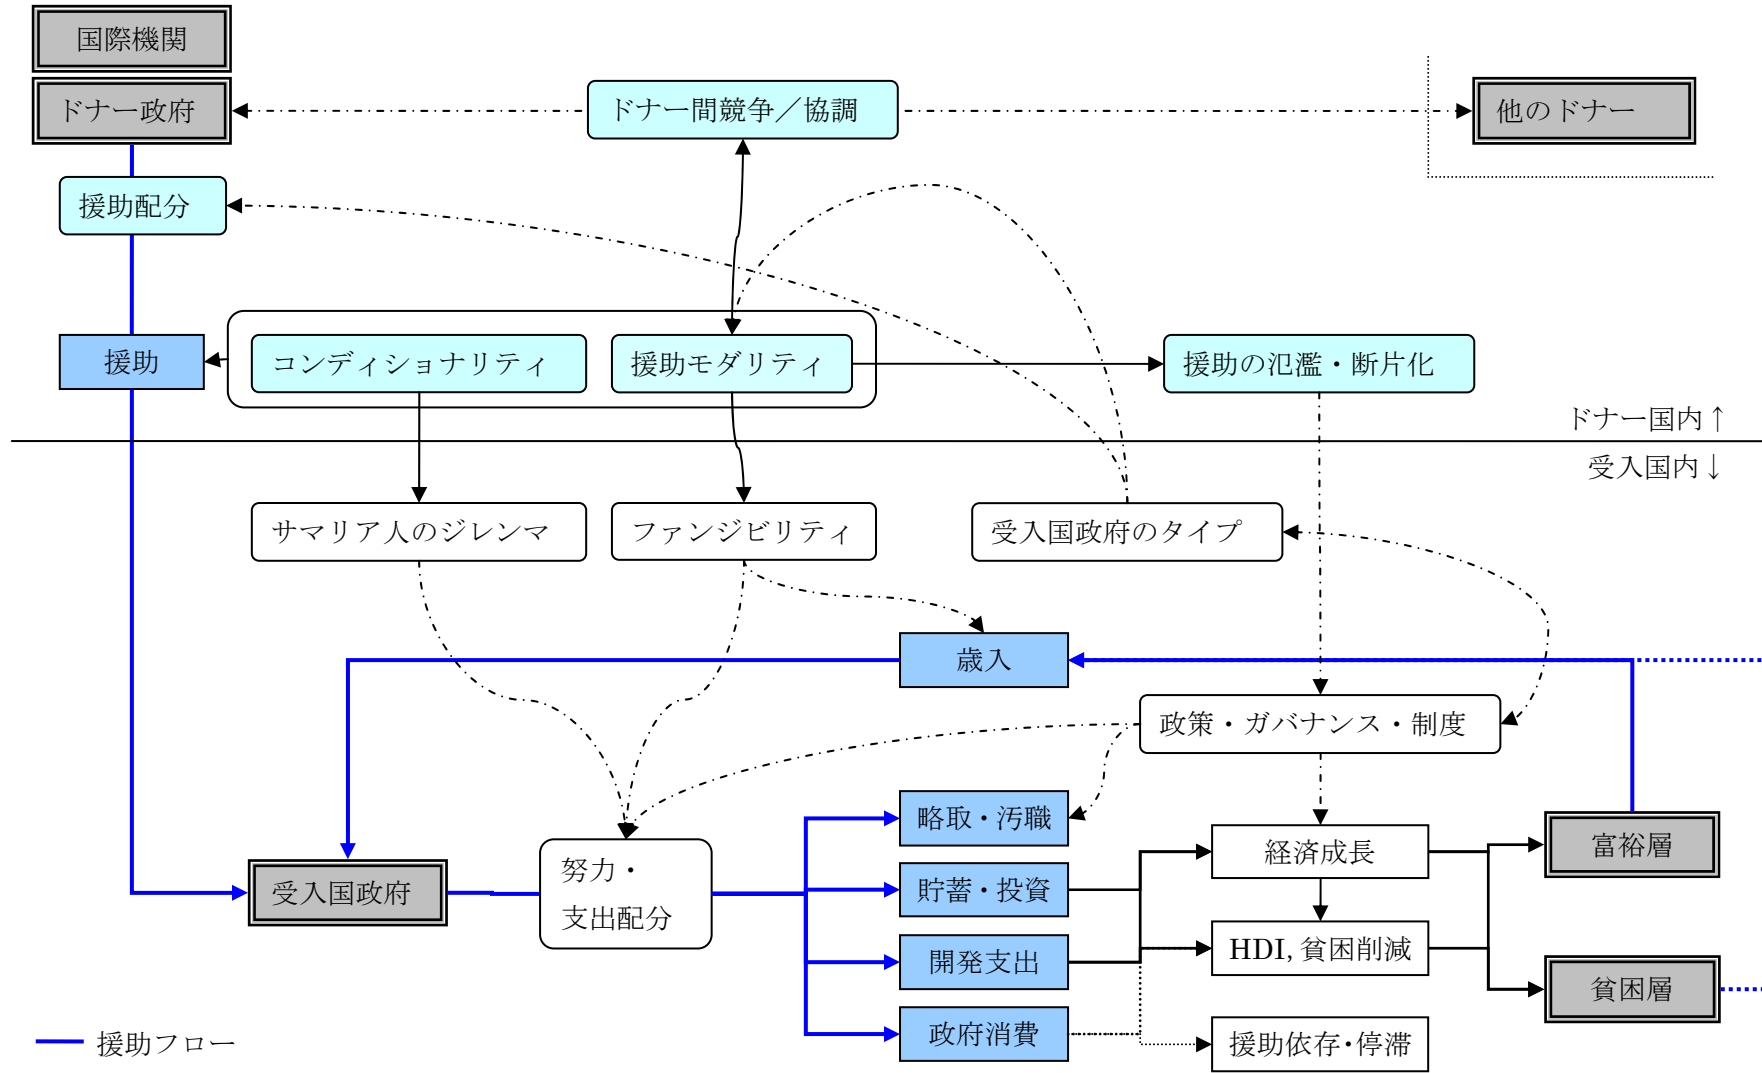 国際機関
ドナー政府
ドナー間競争／協調
他のドナー
援助配分
援助
コンディショナリティ
援助モダリティ
援助の氾濫・断片化
ドナー国内↑
受入国内↓
サマリア人のジレンマ
ファンジビリティ
受入国政府のタイプ
歳入
政策・ガバナンス・制度
略取・汚職
経済成長
富裕層
受入国政府
努力・
支出配分
貯蓄・投資
開発支出
HDI, 貧困削減
貧困層
政府消費
援助依存・停滞
援助フロー